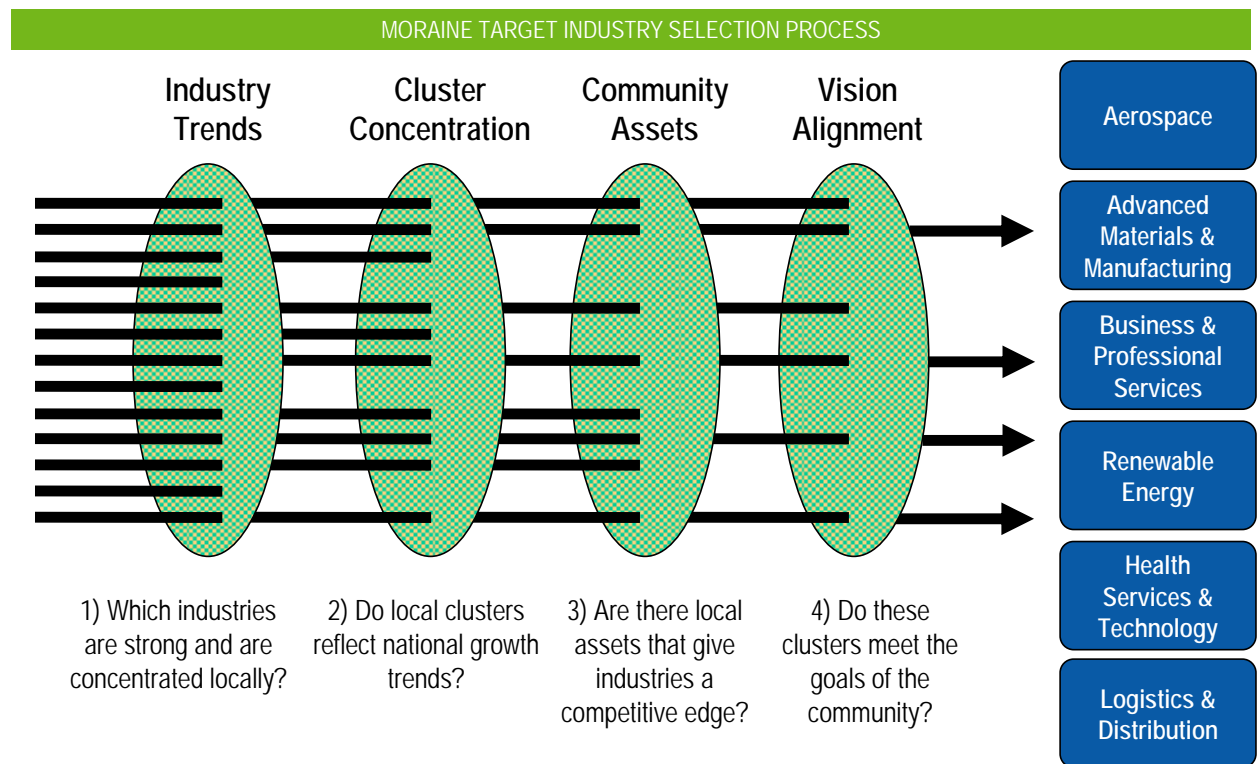 MORAINE TARGET INDUSTRY SELECTION PROCESS
Industry
Trends
Cluster
Concentration
Community
Assets
Vision
Alignment
1) Which industries
are strong and are
concentrated locally?
2) Do local clusters
reflect national growth
trends?
3) Are there local
assets that give
industries a
competitive edge?
4) Do these
clusters meet the
goals of the
community?
Aerospace
Advanced
Materials &
Manufacturing
Business &
Professional
Services
Renewable
Energy
Health
Services &
Technology
Logistics &
Distribution